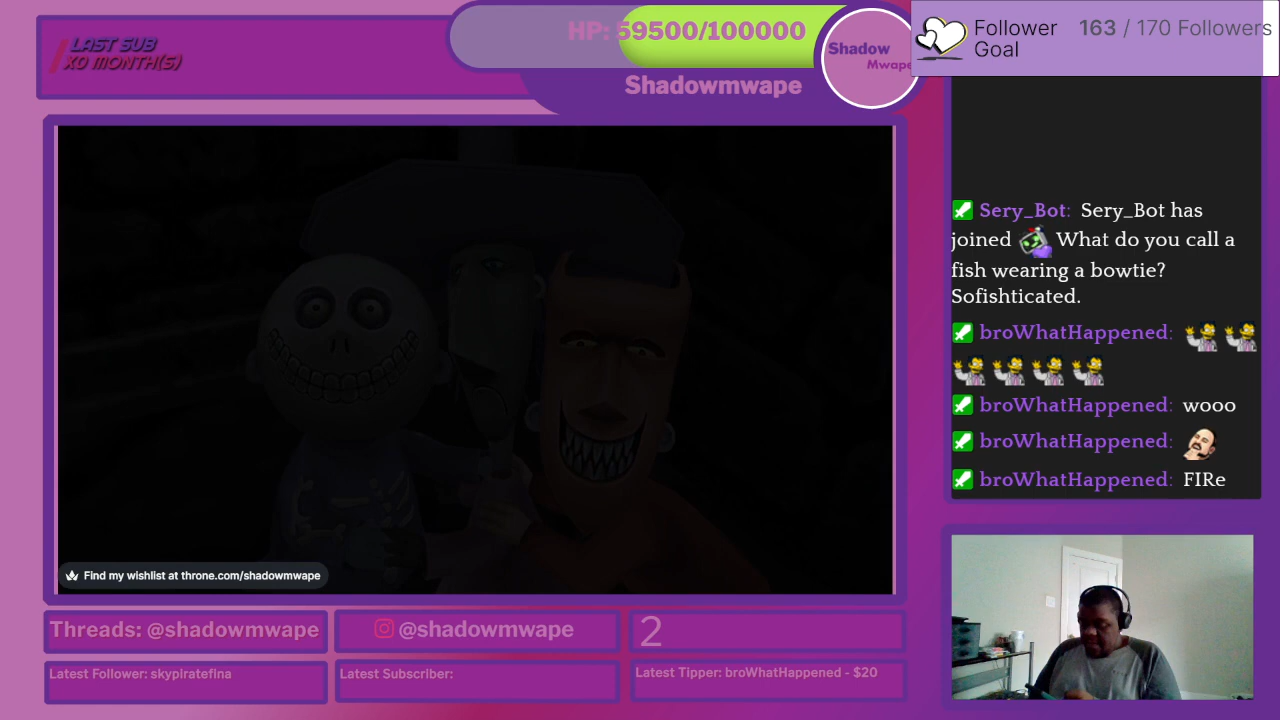 LAST SUB
X0 MONTH(S)
HP: 59500/100000
Shadowmwape
Shadow
Mwape
Follower Goal
163 / 170 Followers
Sery_Bot: Sery_Bot has
joined What do you call a
fish wearing a bowtie?
Sofishticated.
broWhatHappened:
broWhatHappened: wooo
broWhatHappened:
broWhatHappened: FIRe
Find my wishlist at throne.com/shadowmwape
Threads: @shadowmwape
@shadowmwape
2
Latest Follower: skypiratefina
Latest Subscriber:
Latest Tipper: broWhatHappened - $20